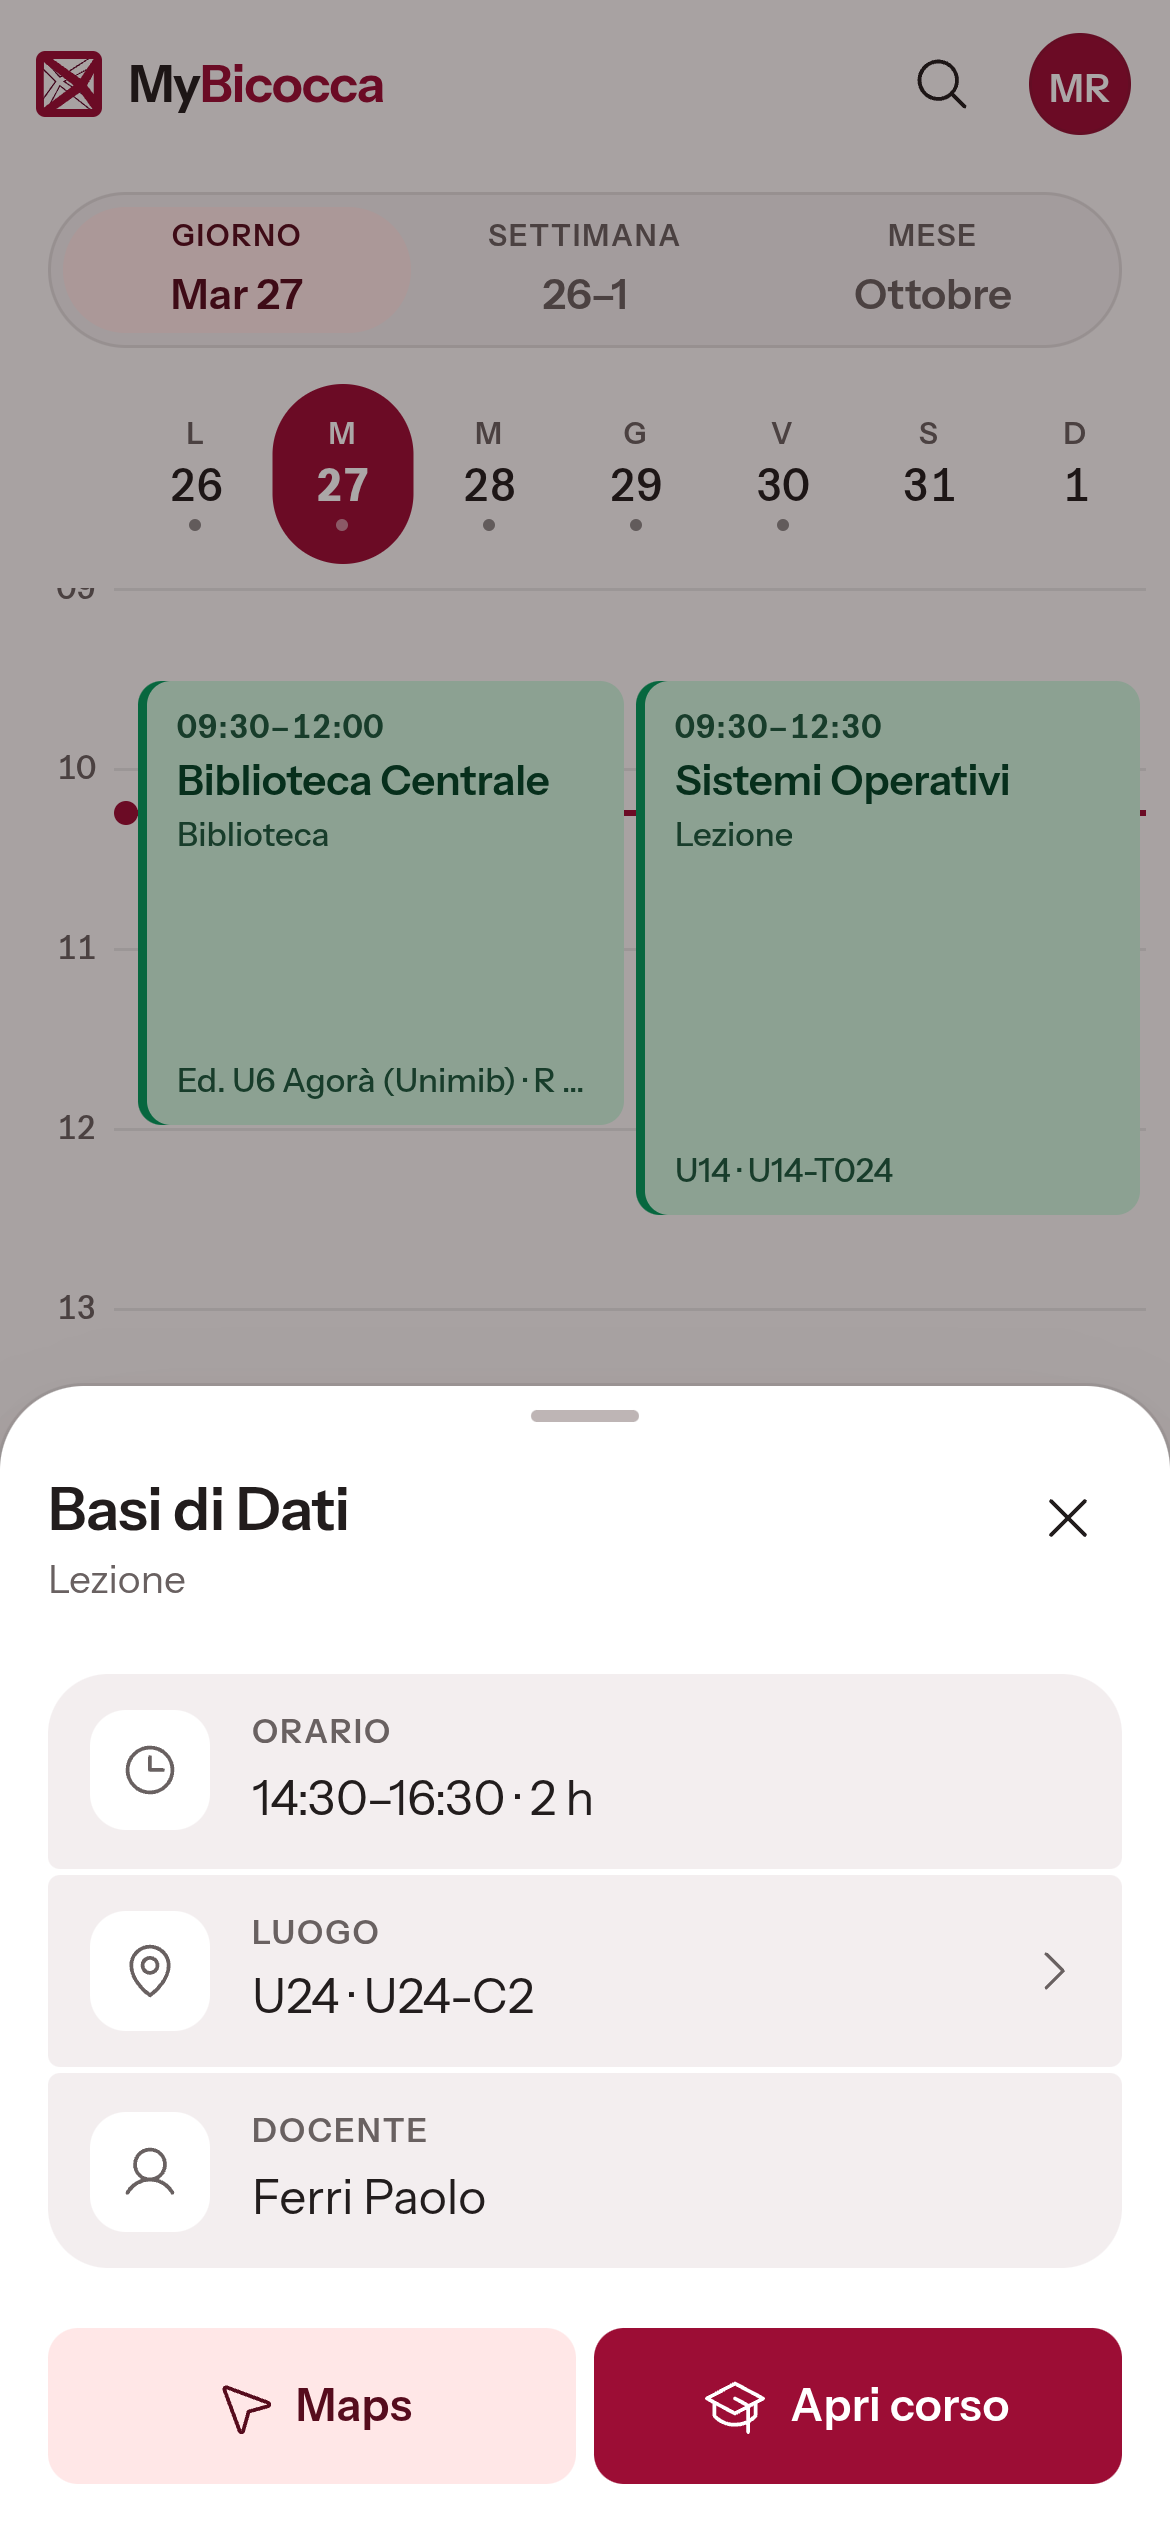 MyBicocca
MR
GIORNO
Mar 27
SETTIMANA
26–1
MESE
Ottobre
L
26
M
27
M
28
G
29
V
30
S
31
D
1
09
09:30–12:00
Biblioteca Centrale
Biblioteca
Ed. U6 Agorà (Unimib) · R ...
09:30–12:30
Sistemi Operativi
Lezione
U14 · U14-T024
10
11
12
13
Basi di Dati
Lezione
ORARIO
14:30–16:30 · 2 h
LUOGO
U24 · U24-C2
DOCENTE
Ferri Paolo
Maps
Apri corso